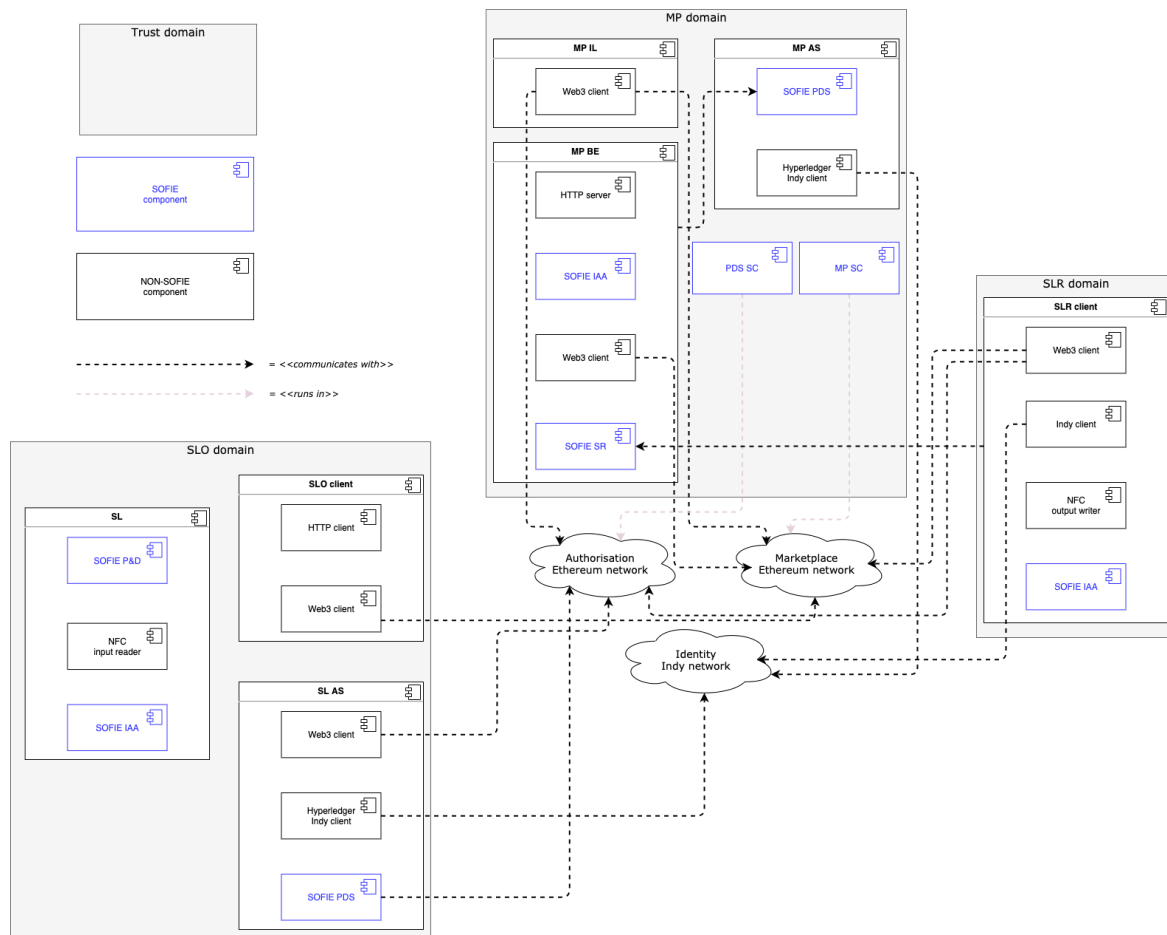 Trust domain
SOFIE
component
NON-SOFIE
component
= <<communicates with>>
= <<runs in>>
MP domain
MP IL
Web3 client
MP AS
SOFIE PDS
Hyperledger
Indy client
MP BE
HTTP server
SOFIE IAA
Web3 client
SOFIE SR
PDS SC
MP SC
SLR domain
SLR client
Web3 client
Indy client
NFC
output writer
SOFIE IAA
SLO domain
SL
SOFIE P&D
NFC
input reader
SOFIE IAA
SLO client
HTTP client
Web3 client
SL AS
Web3 client
Hyperledger
Indy client
SOFIE PDS
Authorisation
Ethereum network
Marketplace
Ethereum network
Identity
Indy network